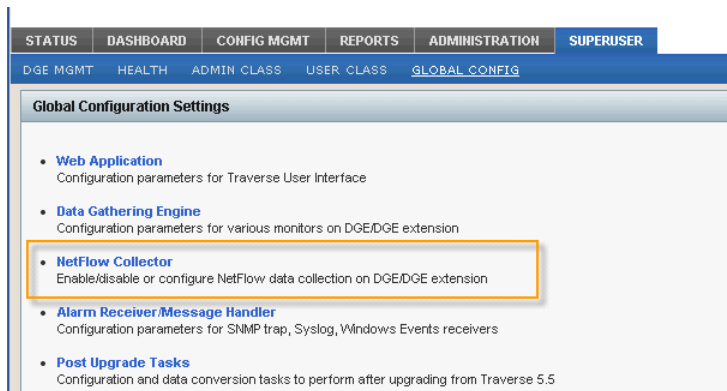 STATUS DASHBOARD CONFIG MGMT REPORTS ADMINISTRATION SUPERUSER
DGE MGMT HEALTH ADMIN CLASS USER CLASS GLOBAL CONFIG
Global Configuration Settings
• Web Application
Configuration parameters for Traverse User Interface
• Data Gathering Engine
Configuration parameters for various monitors on DGE/DGE extension
• NetFlow Collector
Enable/disable or configure NetFlow data collection on DGE/DGE extension
• Alarm Receiver/Message Handler
Configuration parameters for SNMP trap, Syslog, Windows Events receivers
• Post Upgrade Tasks
Configuration and data conversion tasks to perform after upgrading from Traverse 5.5